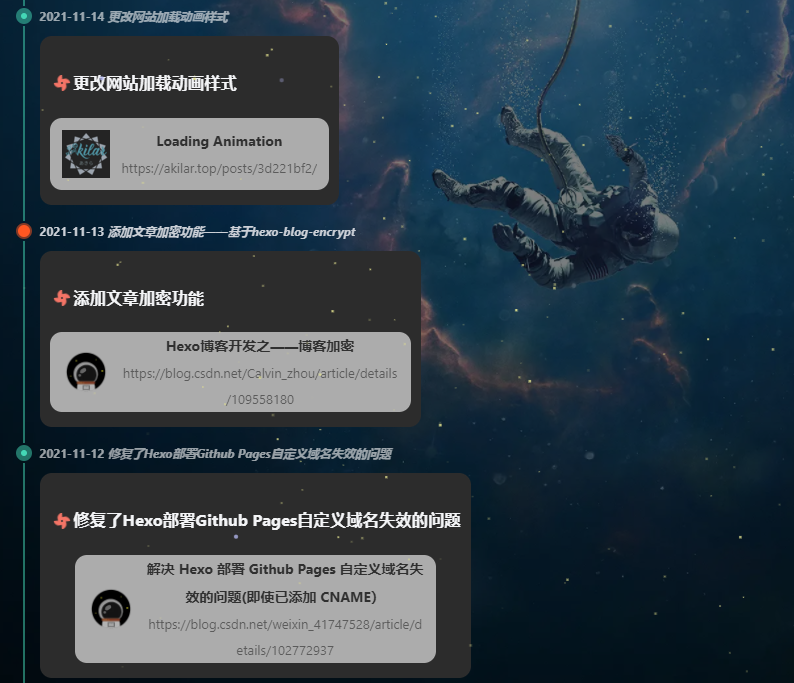 2021-11-14 更改网站加载动画样式
更改网站加载动画样式
Akilar
Loading Animation
https://akilar.top/posts/3d221bf2/
2021-11-13 添加文章加密功能——基于hexo-blog-encrypt
添加文章加密功能
Hexo博客开发之——博客加密
https://blog.csdn.net/Calvin_zhou/article/details
/109558180
2021-11-12 修复了Hexo部署Github Pages自定义域名失效的问题
修复了Hexo部署Github Pages自定义域名失效的问题
解决 Hexo 部署 Github Pages 自定义域名失
效的问题(即使已添加 CNAME)
https://blog.csdn.net/weixin_41747528/article/d
etails/102772937